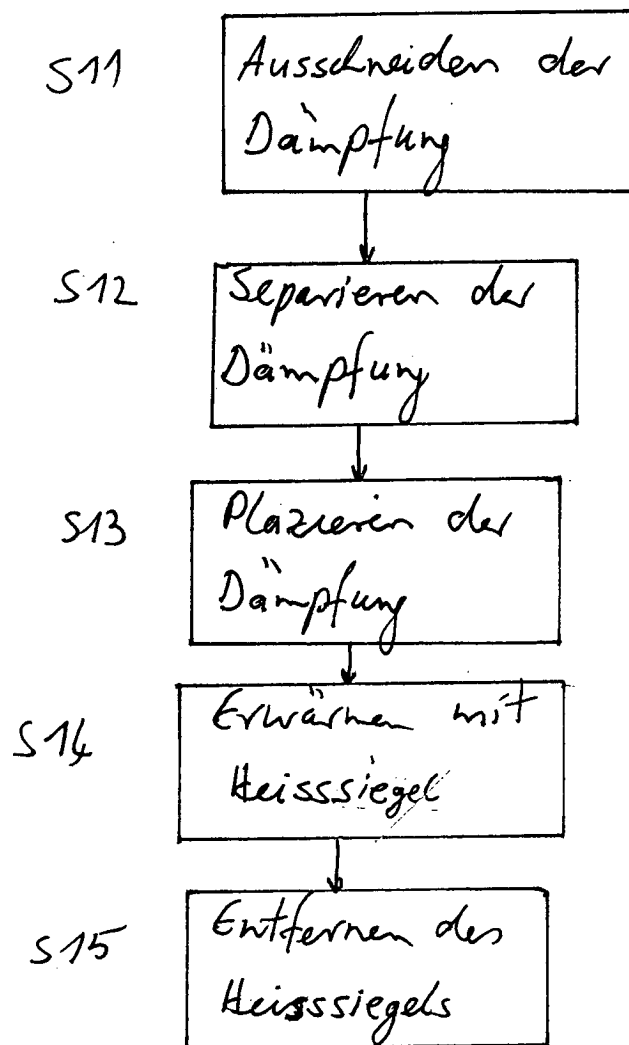 S11
Ausschneiden der
Dämpfung
S12
Separieren der
Dämpfung
S13
Plazieren der
Dämpfung
S14
Erwärmen mit
Heisssiegel
S15
Entfernen des
Heisssiegels